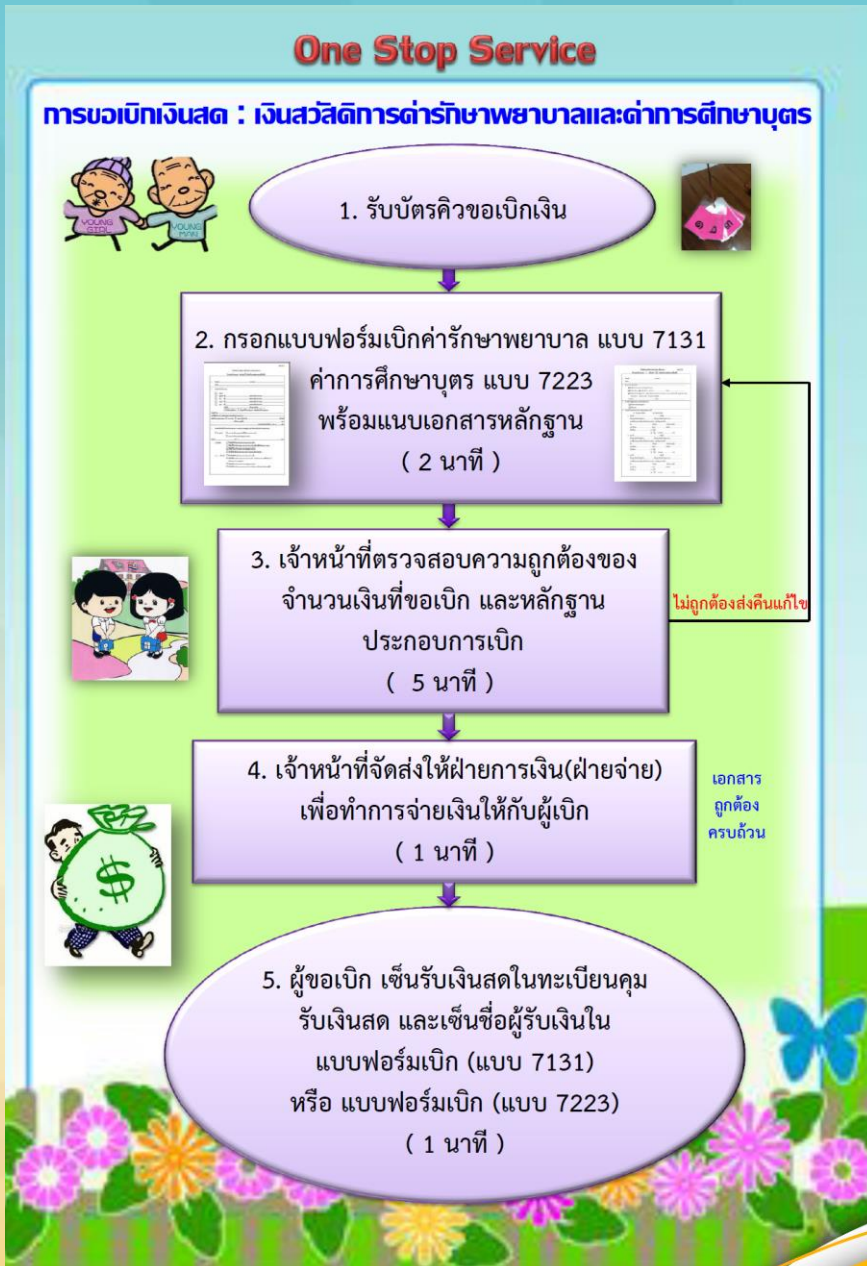 One Stop Service
การขอเบิกเงินสด : เงินสวัสดิการค่ารักษาพยาบาลและค่าการศึกษาบุตร
YOUNG
GIRL
YOUNG
MAN
1. รับบัตรคิวขอเบิกเงิน
2. กรอกแบบฟอร์มเบิกค่ารักษาพยาบาล แบบ 7131
ค่าการศึกษาบุตร แบบ 7223
พร้อมแนบเอกสารหลักฐาน
( 2 นาที )
3. เจ้าหน้าที่ตรวจสอบความถูกต้องของ
จำนวนเงินที่ขอเบิก และหลักฐาน
ประกอบการเบิก
( 5 นาที )
ไม่ถูกต้องส่งคืนแก้ไข
4. เจ้าหน้าที่จัดส่งให้ฝ่ายการเงิน(ฝ่ายจ่าย)
เพื่อทำการจ่ายเงินให้กับผู้เบิก
( 1 นาที )
เอกสาร
ถูกต้อง
ครบถ้วน
$
5. ผู้ขอเบิก เซ็นรับเงินสดในทะเบียนคุม
รับเงินสด และเซ็นชื่อผู้รับเงินใน
แบบฟอร์มเบิก (แบบ 7131)
หรือ แบบฟอร์มเบิก (แบบ 7223)
( 1 นาที )